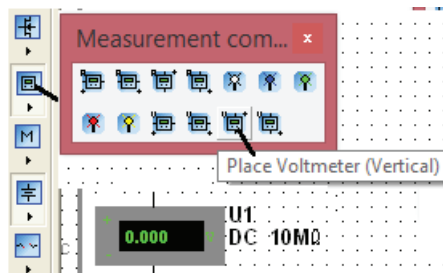 Measurement com... x
M
Place Voltmeter (Vertical)
U1
0.000 V
DC 10MΩ